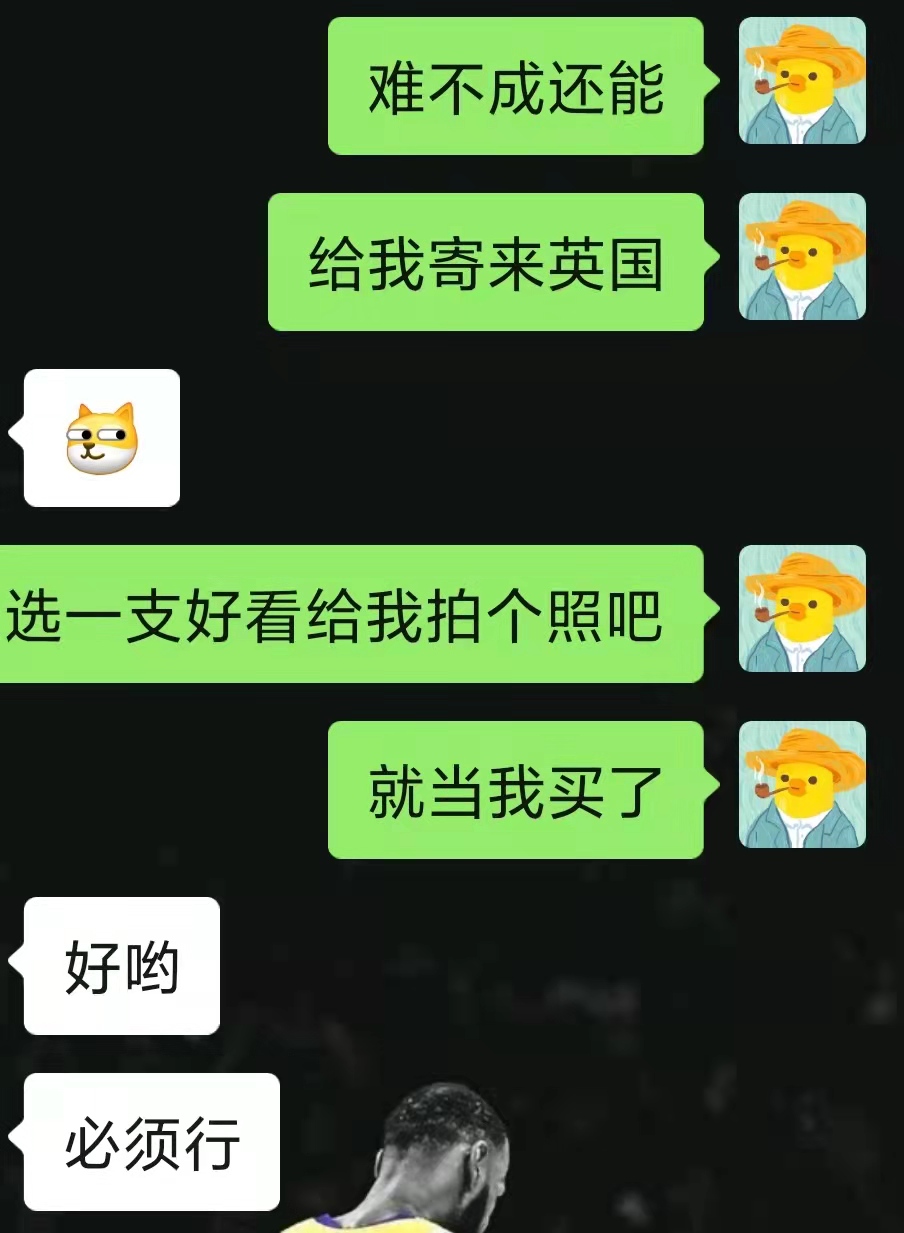 难不成还能
给我寄来英国
选一支好看给我拍个照吧
就当我买了
好哟
必须行